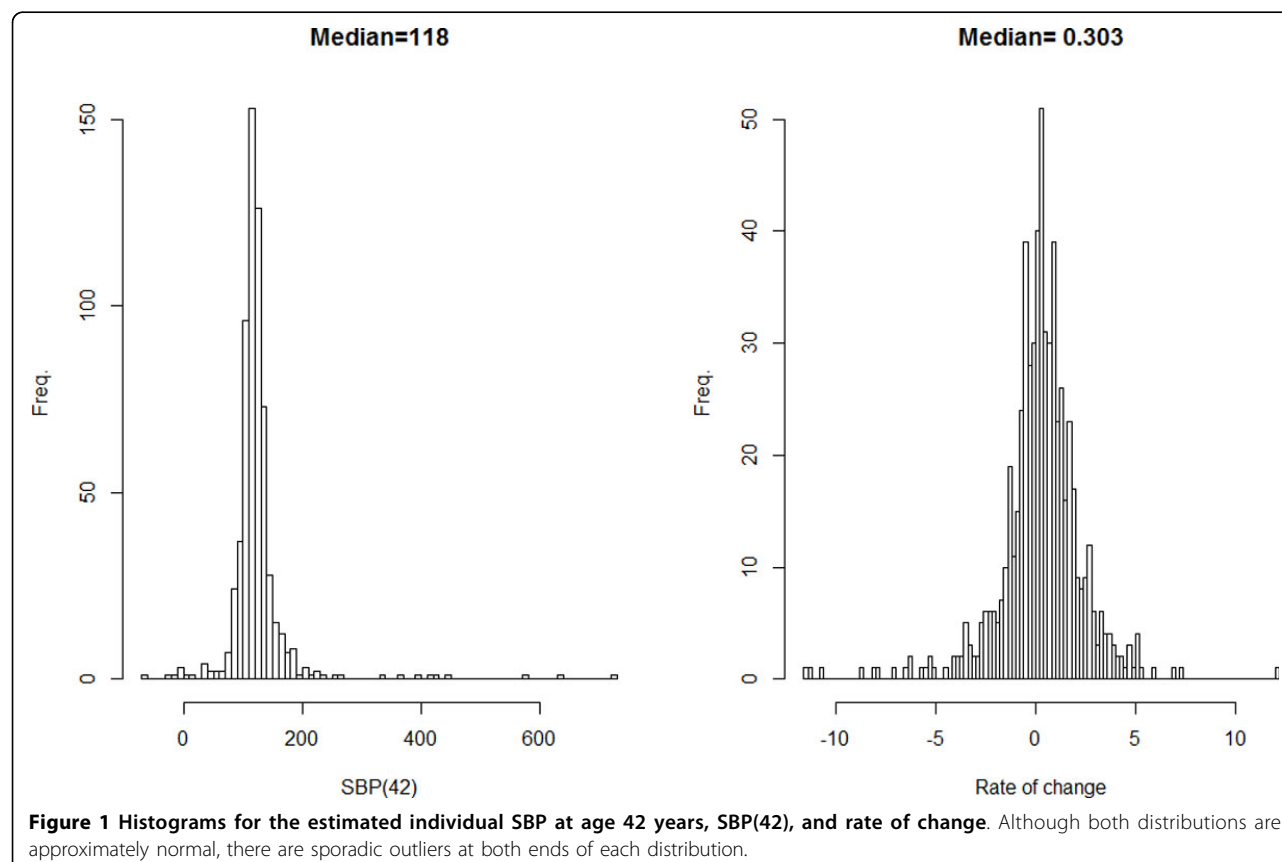 Median=118
Median= 0.303
Freq.
0
50
100
150
0
200
400
600
SBP(42)
Freq.
0
10
20
30
40
50
-10
-5
0
5
10
Rate of change
Figure 1 Histograms for the estimated individual SBP at age 42 years, SBP(42), and rate of change. Although both distributions are
approximately normal, there are sporadic outliers at both ends of each distribution.